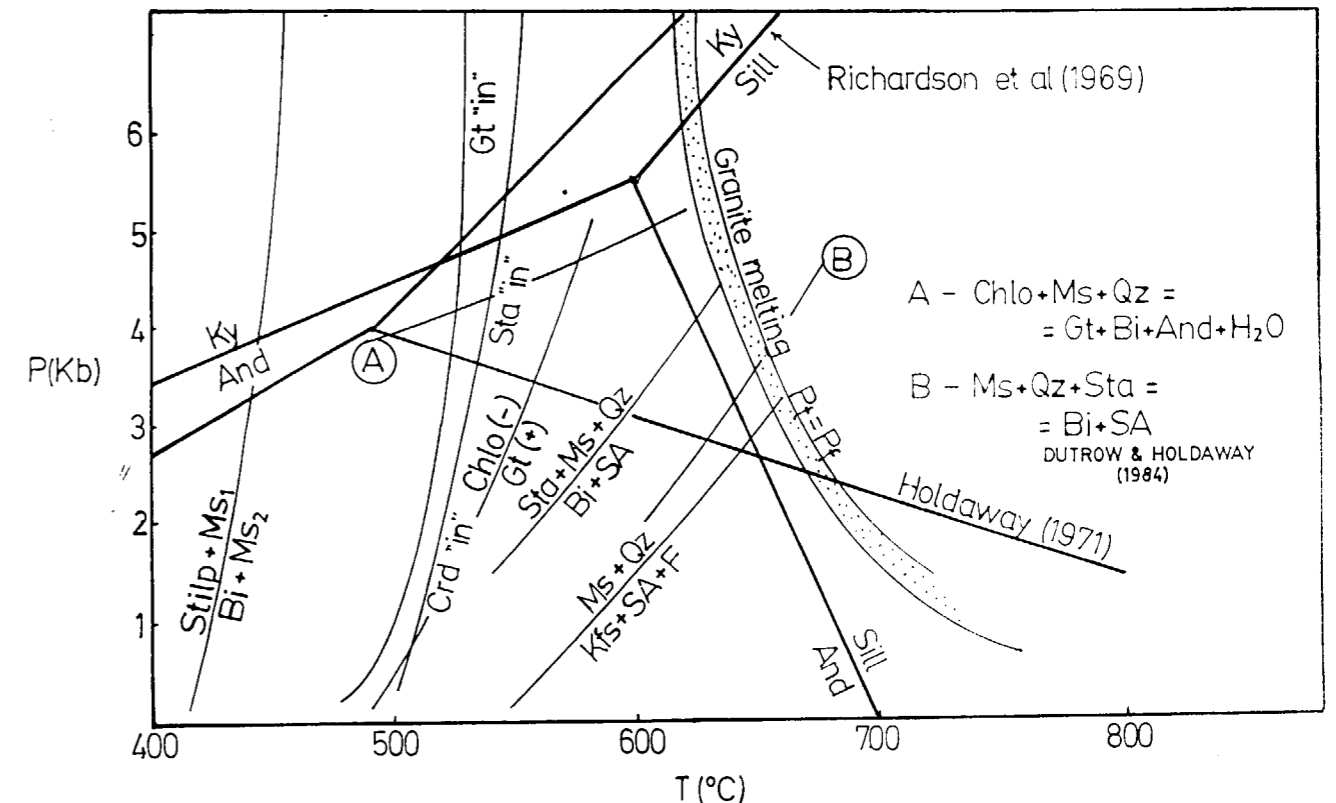 Ky
Sill
Richardson et al (1969)
Gt "in"
6
5
4
3
2
1
P(Kb)
Granite melting
Pt=Pf
B
A
A - Chlo+Ms+Qz =
= Gt+Bi+And+H₂O
B - Ms+Qz+Sta =
= Bi+SA
DUTROW & HOLDAWAY
(1984)
Sta "in"
Ky
And
Chlo (-)
Gt (+)
Sta+Ms+Qz
Bi+SA
Holdaway (1971)
Stilp+Ms₁
Bi+Ms₂
Crd "in"
Ms+Qz
Kfs+SA+F
Sill
And
400
500
600
700
800
T (°C)